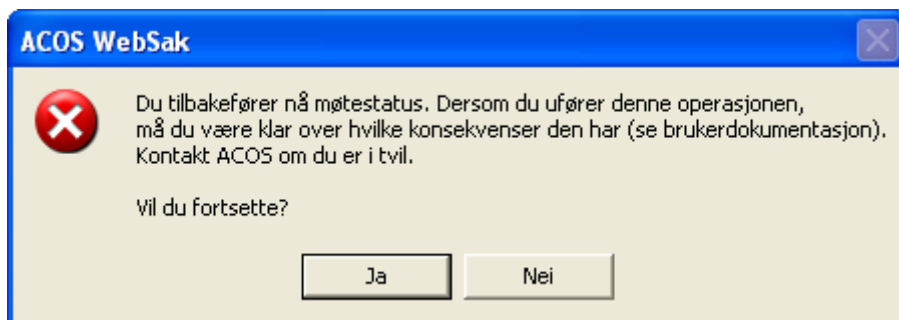 ACOS WebSak
Du tilbakefører nå møtestatus. Dersom du ufører denne operasjonen,
må du være klar over hvilke konsekvenser den har (se brukerdokumentasjon).
Kontakt ACOS om du er i tvil.
Vil du fortsette?
Ja
Nei